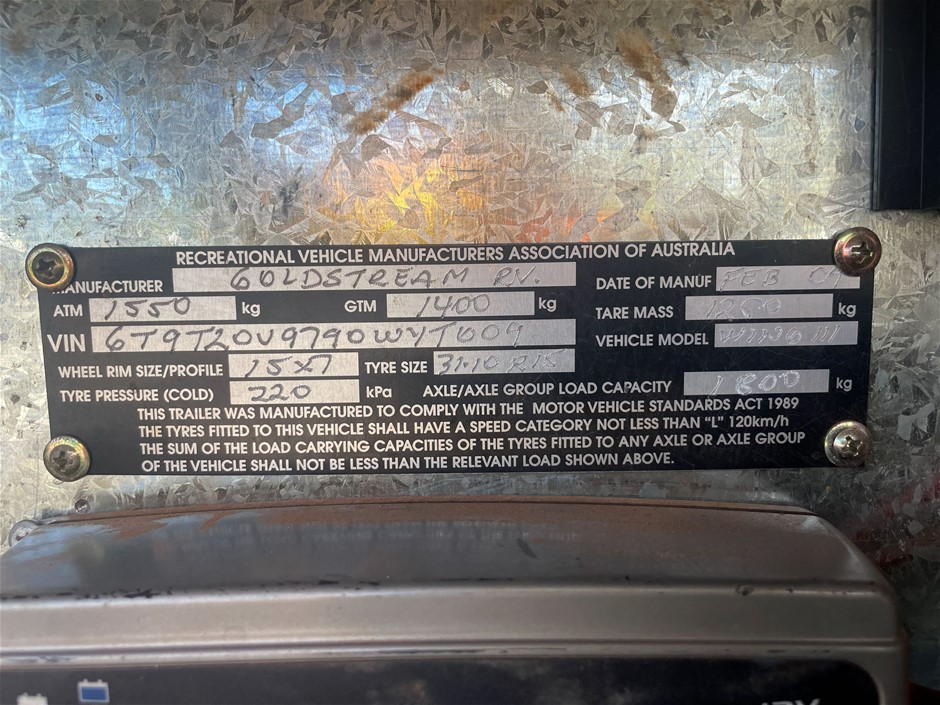 RECREATIONAL VEHICLE MANUFACTURERS ASSOCIATION OF AUSTRALIA
MANUFACTURER GOLDSTREAM RV. DATE OF MANUF FEB 09
ATM 1550 kg GTM 1400 kg TARE MASS kg
VIN 6T9T20V9790WYT009 VEHICLE MODEL
WHEEL RIM SIZE/PROFILE 15x7 TYRE SIZE 31·10 R15
TYRE PRESSURE (COLD) 220 kPa AXLE/AXLE GROUP LOAD CAPACITY 1800 kg
THIS TRAILER WAS MANUFACTURED TO COMPLY WITH THE MOTOR VEHICLE STANDARDS ACT 1989
THE TYRES FITTED TO THIS VEHICLE SHALL HAVE A SPEED CATEGORY NOT LESS THAN "L" 120km/h
THE SUM OF THE LOAD CARRYING CAPACITIES OF THE TYRES FITTED TO ANY AXLE OR AXLE GROUP
OF THE VEHICLE SHALL NOT BE LESS THAN THE RELEVANT LOAD SHOWN ABOVE.